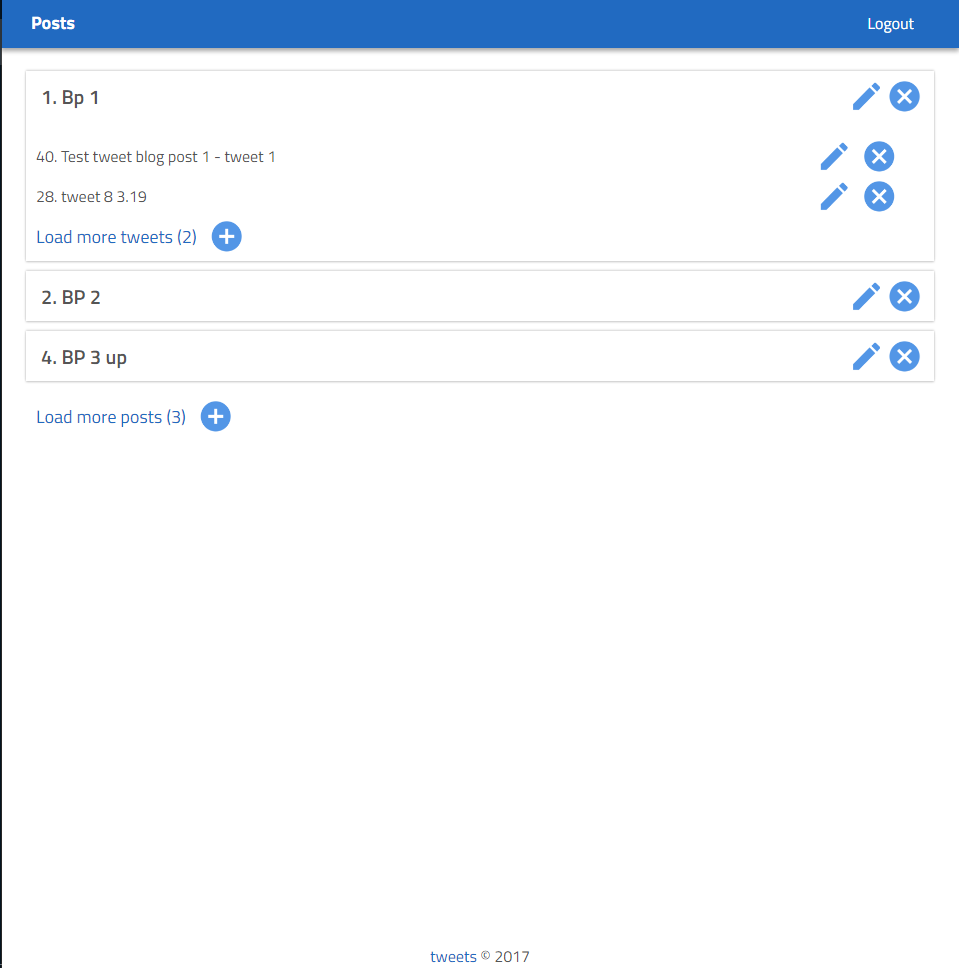 Posts Logout
1. Bp 1
40. Test tweet blog post 1 - tweet 1
28. tweet 8 3.19
Load more tweets (2)
2. BP 2
4. BP 3 up
Load more posts (3)
tweets © 2017